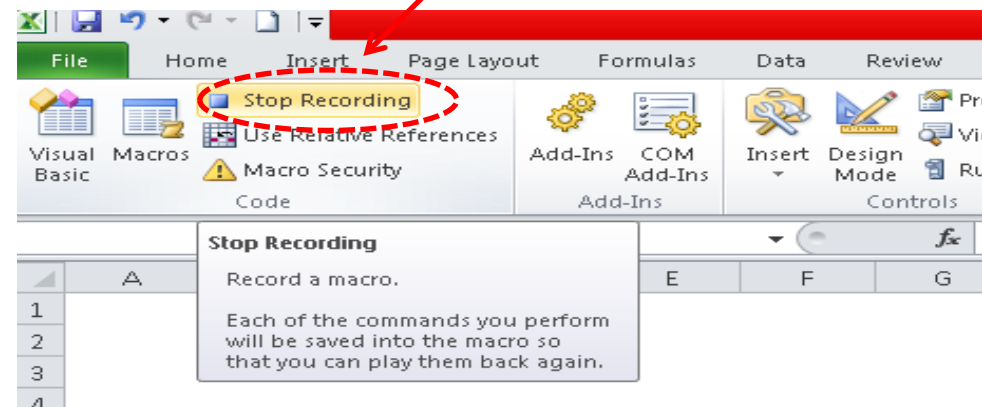 File Home Insert Page Layout Formulas Data Review
Stop Recording
Use Relative References
Macro Security
Visual Basic
Macros
Add-Ins
COM Add-Ins
Insert
Design Mode
Code Add-Ins Controls
fx
Stop Recording
Record a macro.
Each of the commands you perform
will be saved into the macro so
that you can play them back again.
A E F G
1
2
3
4